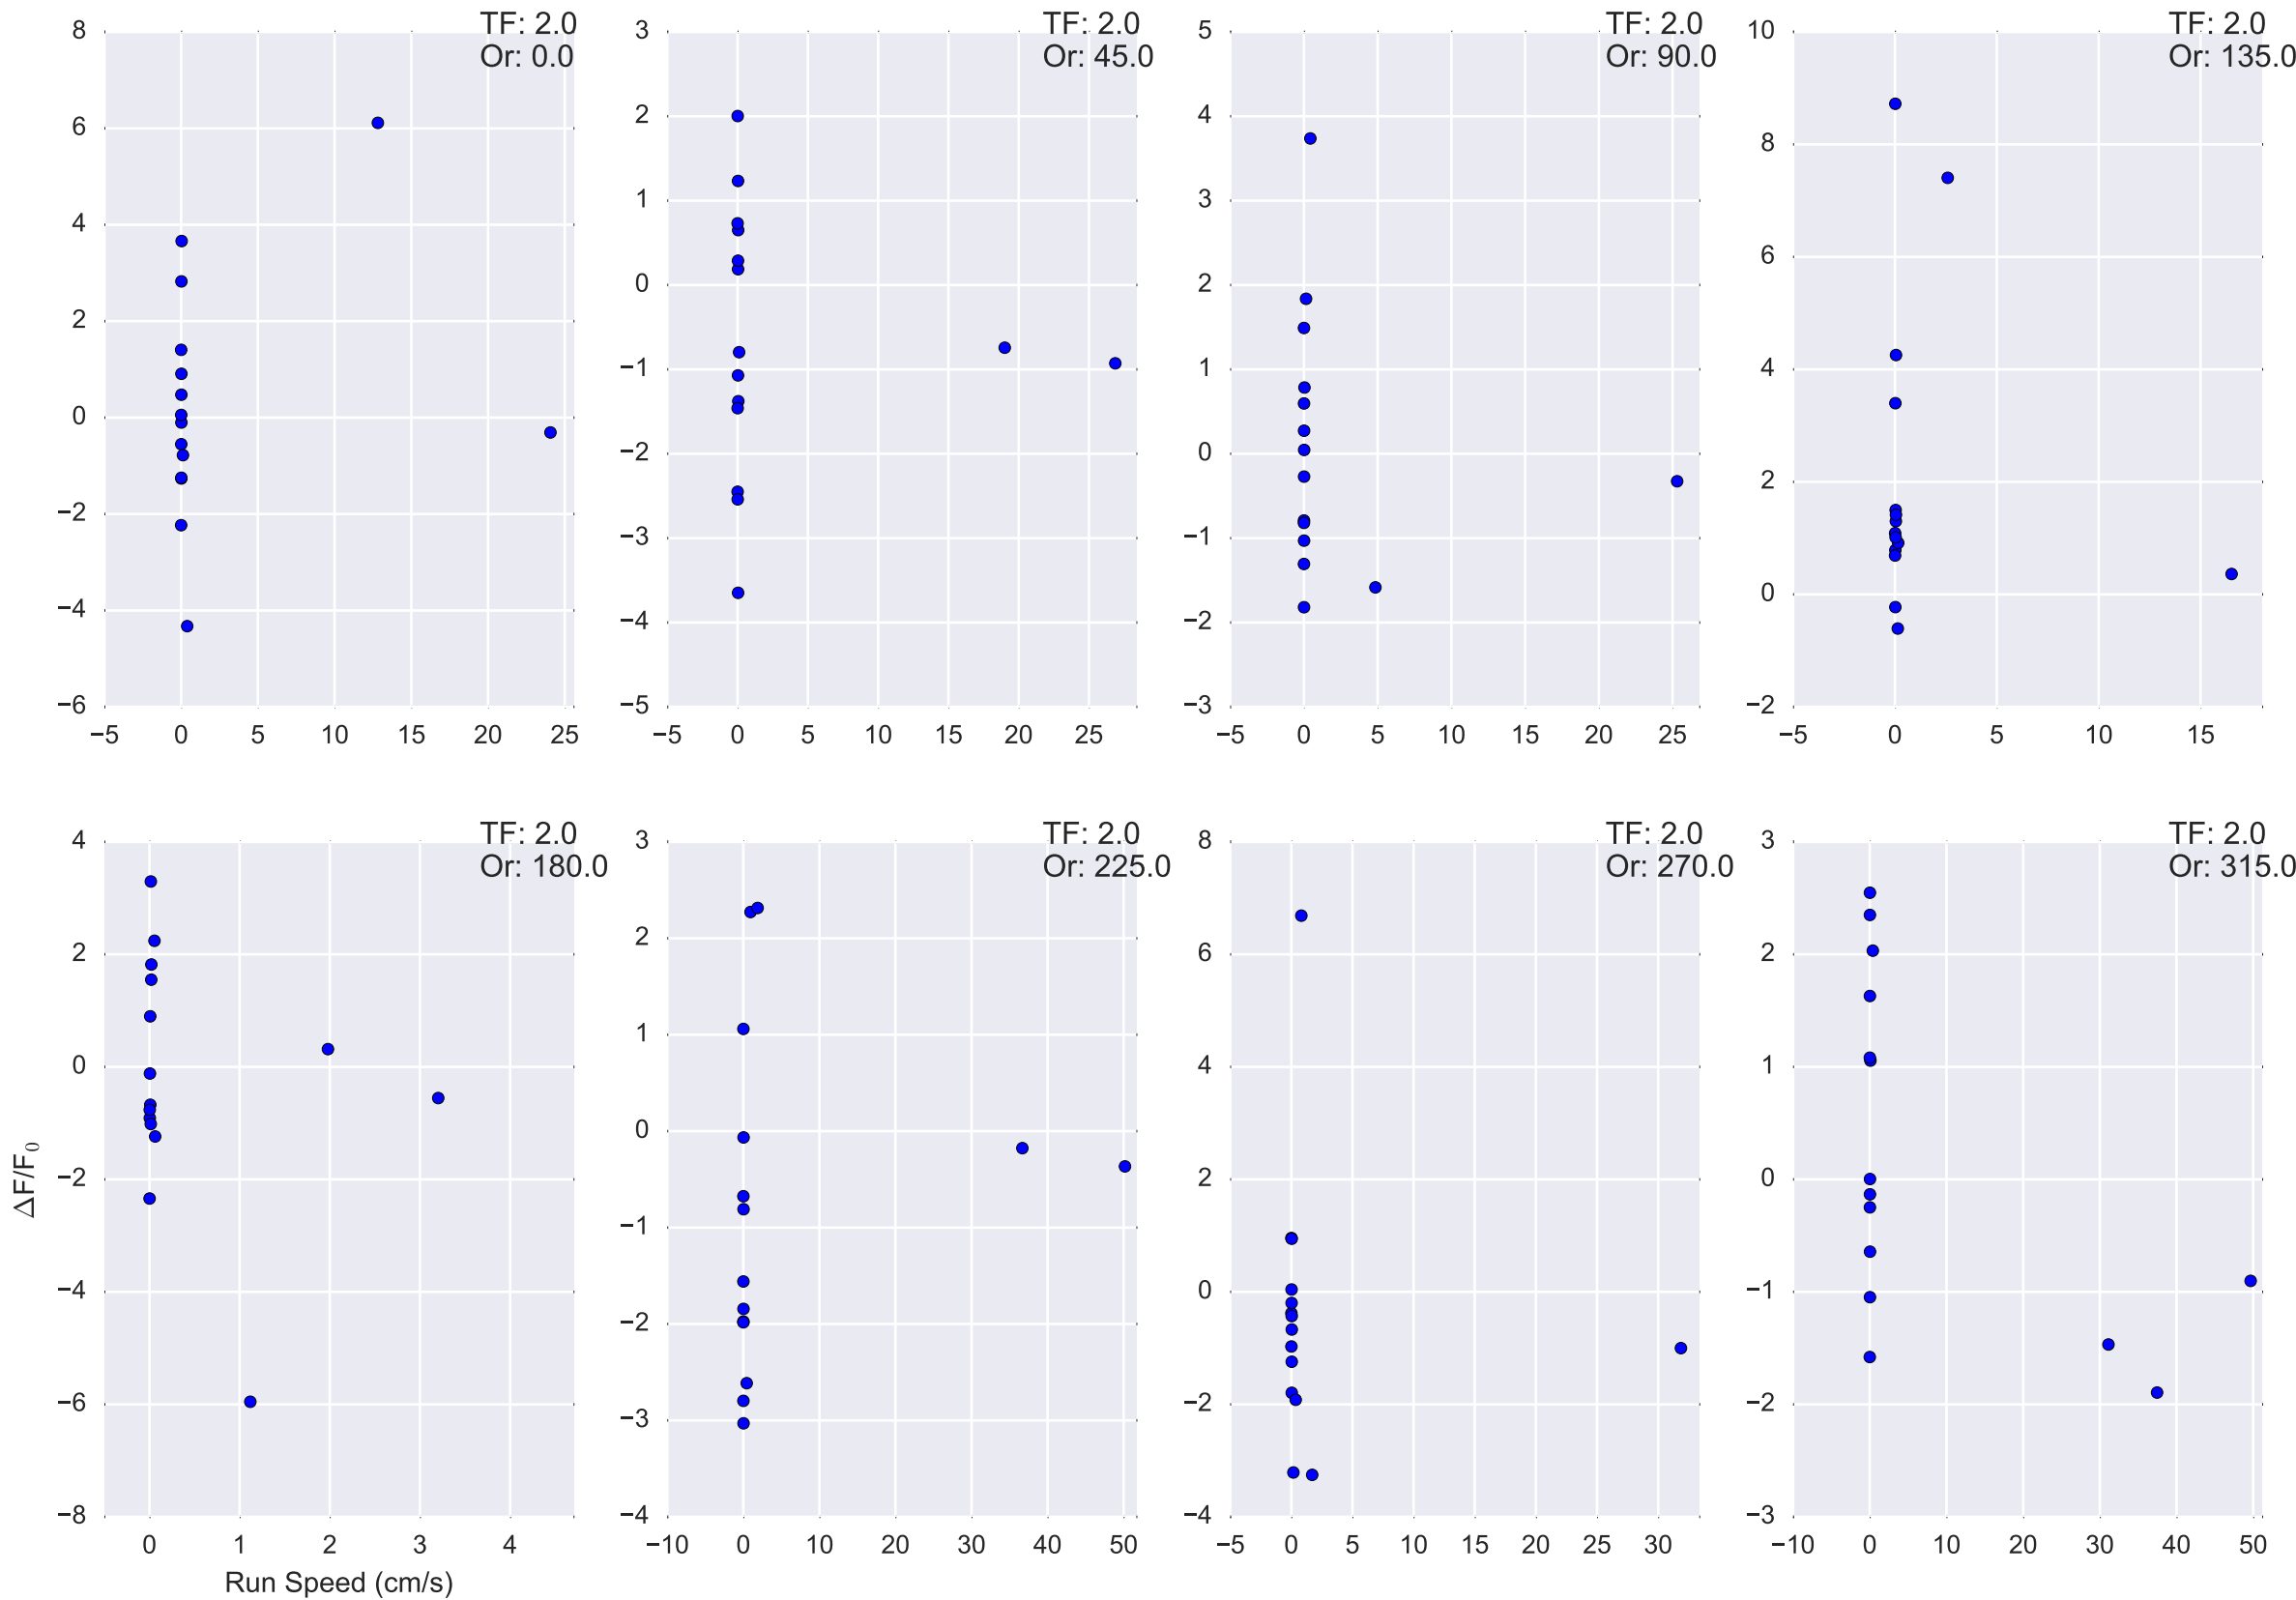 TF: 2.0
Or: 0.0
8
6
4
2
0
−2
−4
−6
−5 0 5 10 15 20 25
TF: 2.0
Or: 45.0
3
2
1
0
−1
−2
−3
−4
−5
−5 0 5 10 15 20 25
TF: 2.0
Or: 90.0
5
4
3
2
1
0
−1
−2
−3
−5 0 5 10 15 20 25
TF: 2.0
Or: 135.0
10
8
6
4
2
0
−2
−5 0 5 10 15
TF: 2.0
Or: 180.0
4
2
0
−2
−4
−6
−8
0 1 2 3 4
Run Speed (cm/s)
ΔF/F₀
TF: 2.0
Or: 225.0
3
2
1
0
−1
−2
−3
−4
−10 0 10 20 30 40 50
TF: 2.0
Or: 270.0
8
6
4
2
0
−2
−4
−5 0 5 10 15 20 25 30
TF: 2.0
Or: 315.0
3
2
1
0
−1
−2
−3
−10 0 10 20 30 40 50